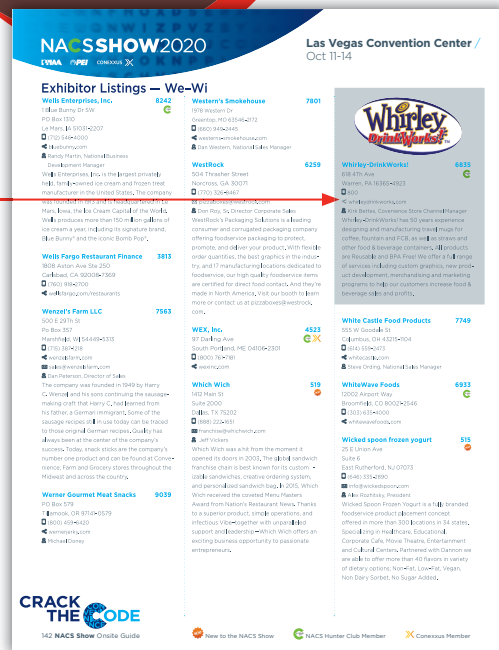 NACSSHOW2020
PMAA PEI CONEXXUS
Las Vegas Convention Center /
Oct 11-14
Exhibitor Listings — We–Wi
Wells Enterprises, Inc. 8242
1 Blue Bunny Dr SW
PO Box 1310
Le Mars, IA 51031-2207
(712) 546-4000
bluebunny.com
Randy Martin, National Business
Development Manager
Wells Enterprises, Inc. is the largest privately
held, family-owned ice cream and frozen treat
manufacturer in the United States. The company
was founded in 1913 and is headquartered in Le
Mars, Iowa, the Ice Cream Capital of the World.
Wells produces more than 150 million gallons of
ice cream a year, including its signature brand,
Blue Bunny® and the iconic Bomb Pop®.
Wells Fargo Restaurant Finance 3813
1808 Aston Ave Ste 250
Carlsbad, CA 92008-7369
(760) 918-2700
wellsfargo.com/restaurants
Wenzel's Farm LLC 7563
500 E 29th St
Po Box 357
Marshfield, WI 54449-5313
(715) 387-1218
wenzelsfarm.com
sales@wenzelsfarm.com
Dan Peterson, Director of Sales
The company was founded in 1949 by Harry
C. Wenzel and his sons continuing the sausage-
making craft that Harry C. had learned from
his father, a German immigrant. Some of the
sausage recipes still in use today can be traced
to those original German recipes. Quality has
always been at the center of the company's
success. Today, snack sticks are the company's
number one product and can be found at Conve-
nience, Farm and Grocery stores throughout the
Midwest and across the country.
Werner Gourmet Meat Snacks 9039
PO Box 579
Tillamook, OR 97141-0579
(800) 459-6420
wernerjerky.com
Michael Doney
Western's Smokehouse 7801
1978 Western Dr
Greentop, MO 63546-2172
(660) 949-2445
western-smokehouse.com
Dan Western, National Sales Manager
WestRock 6259
504 Thrasher Street
Norcross, GA 30071
(770) 326-8467
pizzaboxes@westrock.com
Don Roy, Sr. Director Corporate Sales
WestRock's Packaging Solutions is a leading
consumer and corrugated packaging company
offering foodservice packaging to protect,
promote, and deliver your product. With flexible
order quantities, the best graphics in the indus-
try, and 17 manufacturing locations dedicated to
foodservice, our high-quality foodservice items
are certified for direct food contact. And they're
made in North America. Visit our booth to learn
more or contact us at pizzaboxes@westrock.
com.
WEX, Inc. 4523
97 Darling Ave
South Portland, ME 04106-2301
(800) 761-7181
wexinc.com
Which Wich 519
1412 Main St
Suite 2000
Dallas, TX 75202
(888) 222-1951
franchise@whichwich.com
Jeff Vickers
Which Wich was a hit from the moment it
opened its doors in 2003. The global sandwich
franchise chain is best known for its custom-
izable sandwiches, creative ordering system,
and personalized sandwich bag. In 2015, Which
Wich received the coveted Menu Masters
Award from Nation's Restaurant News. Thanks
to a superior product, simple operations, and
infectious Vibe-together with unparalleled
support and leadership—Which Wich offers an
exciting business opportunity to passionate
entrepreneurs.
Whirley
DrinkWorks!
Whirley-DrinkWorks! 6835
618 4th Ave
Warren, PA 16365-4923
800
whirleydrinkworks.com
Kirk Bates, Convenience Store Channel Manager
Whirley-DrinkWorks! has 50 years experience
designing and manufacturing travel mugs for
coffee, fountain and FCB, as well as straws and
other food & beverage containers. All products
are Reusable and BPA Free! We offer a full range
of services including custom graphics, new prod-
uct development, merchandising and marketing
programs to help our customers increase food &
beverage sales and profits.
White Castle Food Products 7749
555 W Goodale St
Columbus, OH 43215-1104
(614) 559-2473
whitecastle.com
Steve Ording, National Sales Manager
WhiteWave Foods 6933
12002 Airport Way
Broomfield, CO 80021-2546
(303) 635-4000
whitewavefoods.com
Wicked spoon frozen yogurt 515
25 E Union Ave
Suite 6
East Rutherford, NJ 07073
(646) 335-2890
info@wickedspoon.com
Alex Rozhitsky, President
Wicked Spoon Frozen Yogurt is a fully branded
foodservice product placement concept
offered in more than 300 locations in 34 states.
Specializing in Healthcare, Educational,
Corporate Cafe, Movie Theatre, Entertainment
and Cultural Centers. Partnered with Dannon we
are able to offer more than 40 flavors in variety
of dietary options: Non-Fat, Low-Fat, Vegan,
Non Dairy Sorbet, No Sugar Added.
CRACK
THE CODE
142 NACS Show Onsite Guide
New to the NACS Show
NACS Hunter Club Member
Conexxus Member